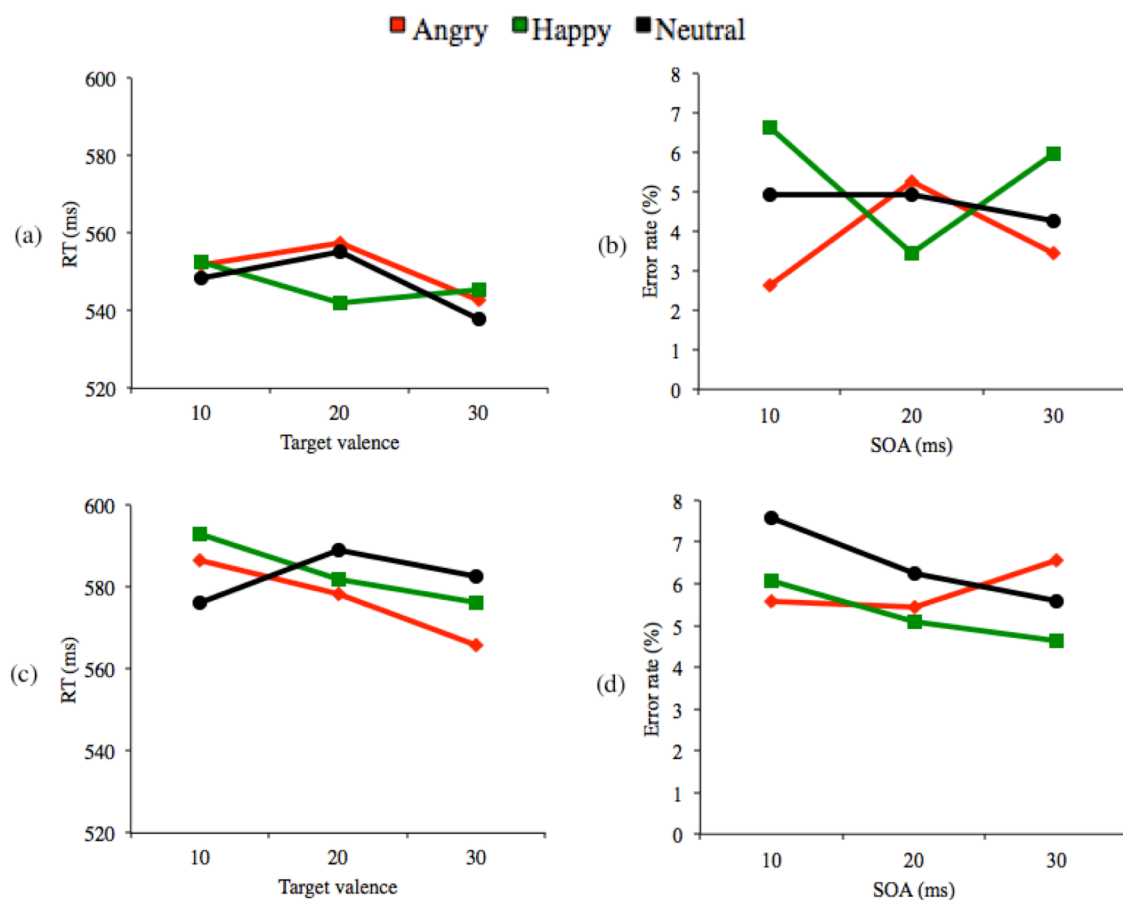 Angry Happy Neutral
(a)
RT (ms)
600
580
560
540
520
10 20 30
Target valence
(b)
Error rate (%)
8
7
6
5
4
3
2
1
0
10 20 30
SOA (ms)
(c)
RT (ms)
600
580
560
540
520
10 20 30
Target valence
(d)
Error rate (%)
8
7
6
5
4
3
2
1
0
10 20 30
SOA (ms)